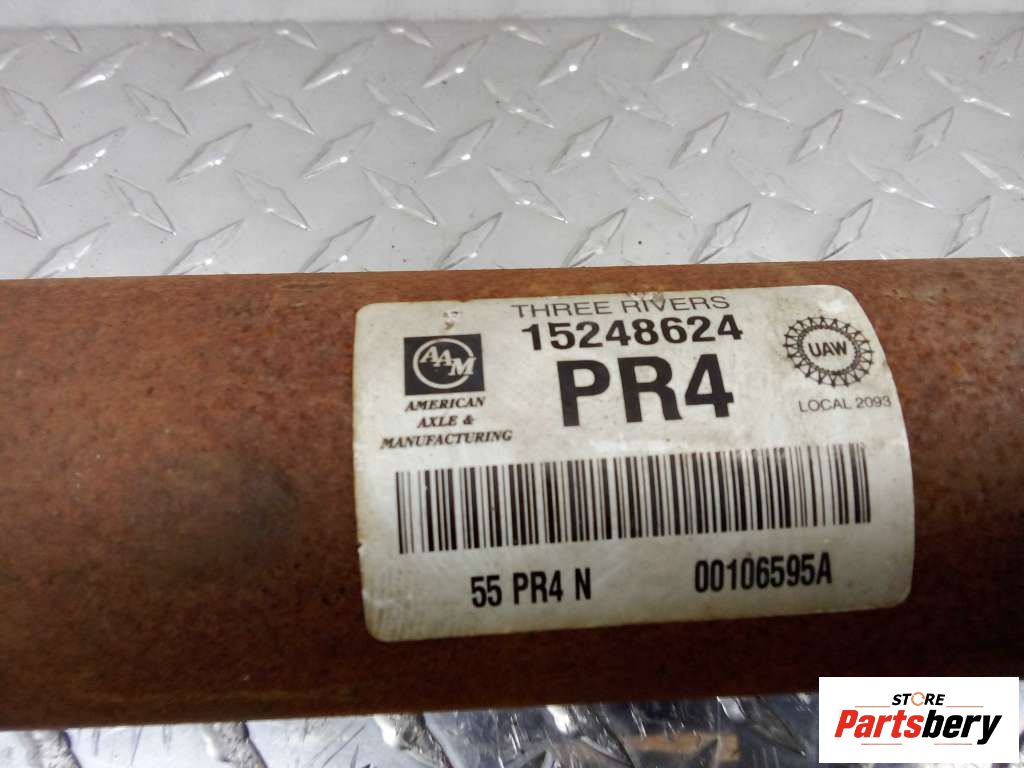 THREE RIVERS
15248624
AAM
PR4
UAW
AMERICAN
AXLE &
MANUFACTURING
LOCAL 2093
55 PR4 N 00106595A
STORE
Partsbery